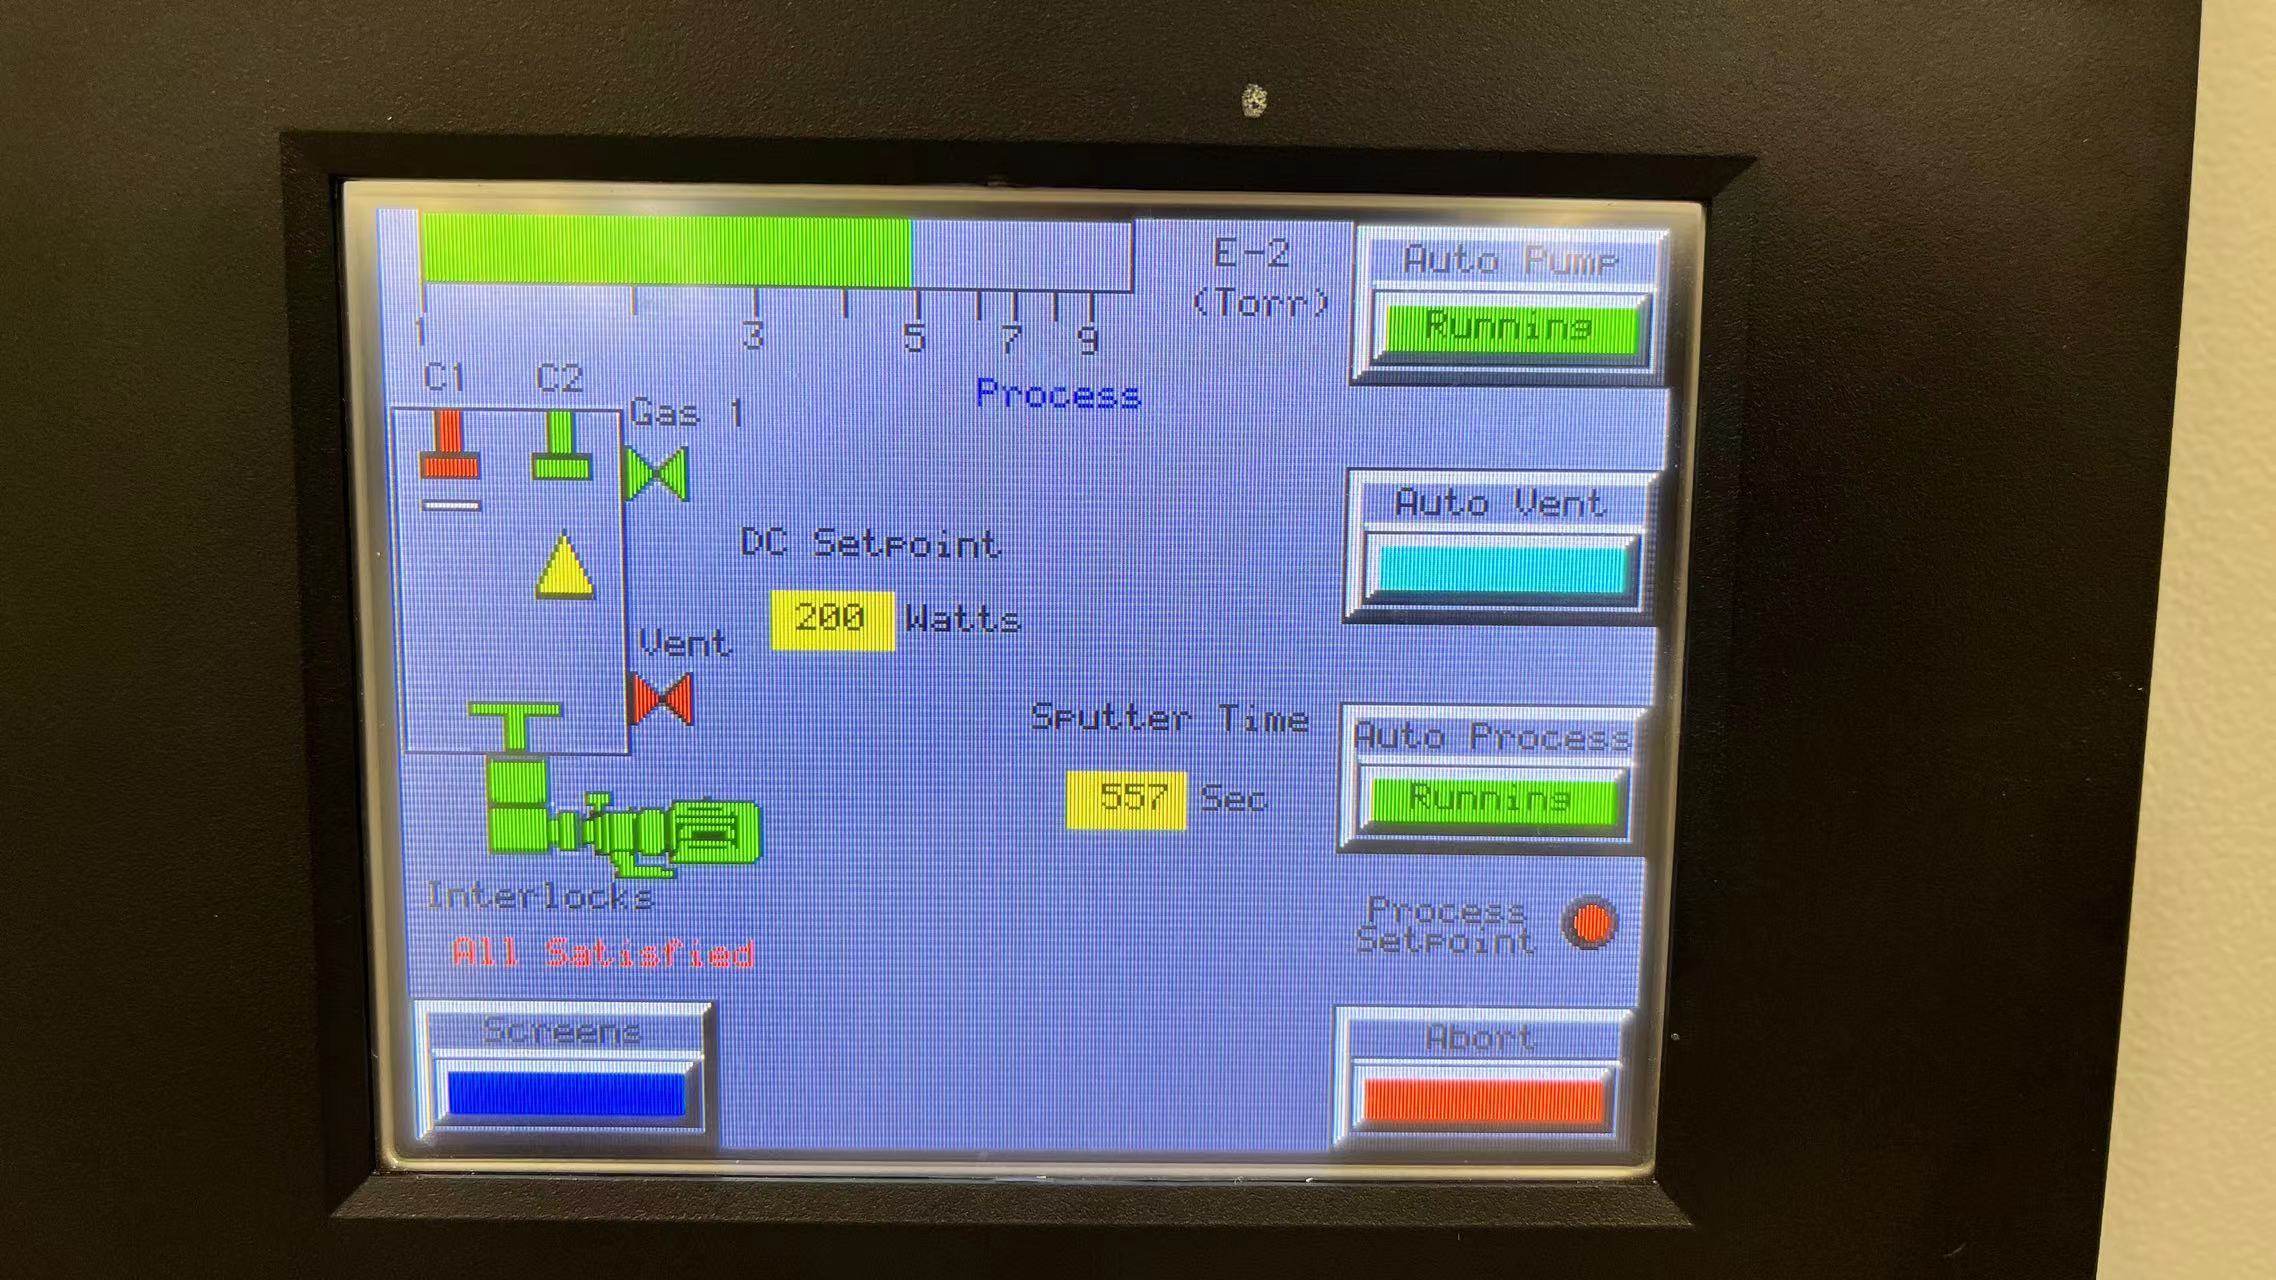 E-2
(Torr)
1 3 5 7 9
Auto Pump
Running
C1 C2
Gas 1
Process
Auto Vent
DC Setpoint
200 Watts
Vent
Sputter Time
557 Sec
Auto Process
Running
Interlocks
All Satisfied
Process
Setpoint
Screens
Abort